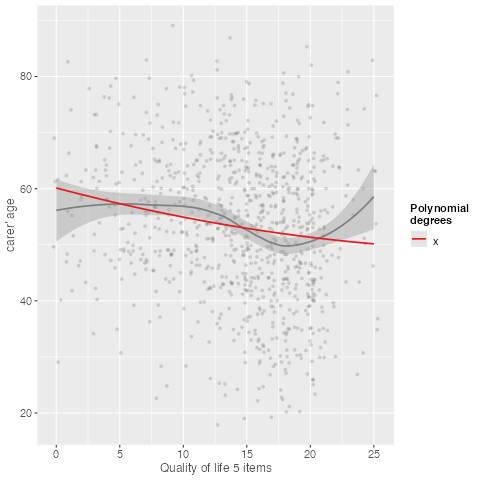 80
60
40
20
carer' age
0 5 10 15 20 25
Quality of life 5 items
Polynomial
degrees
x